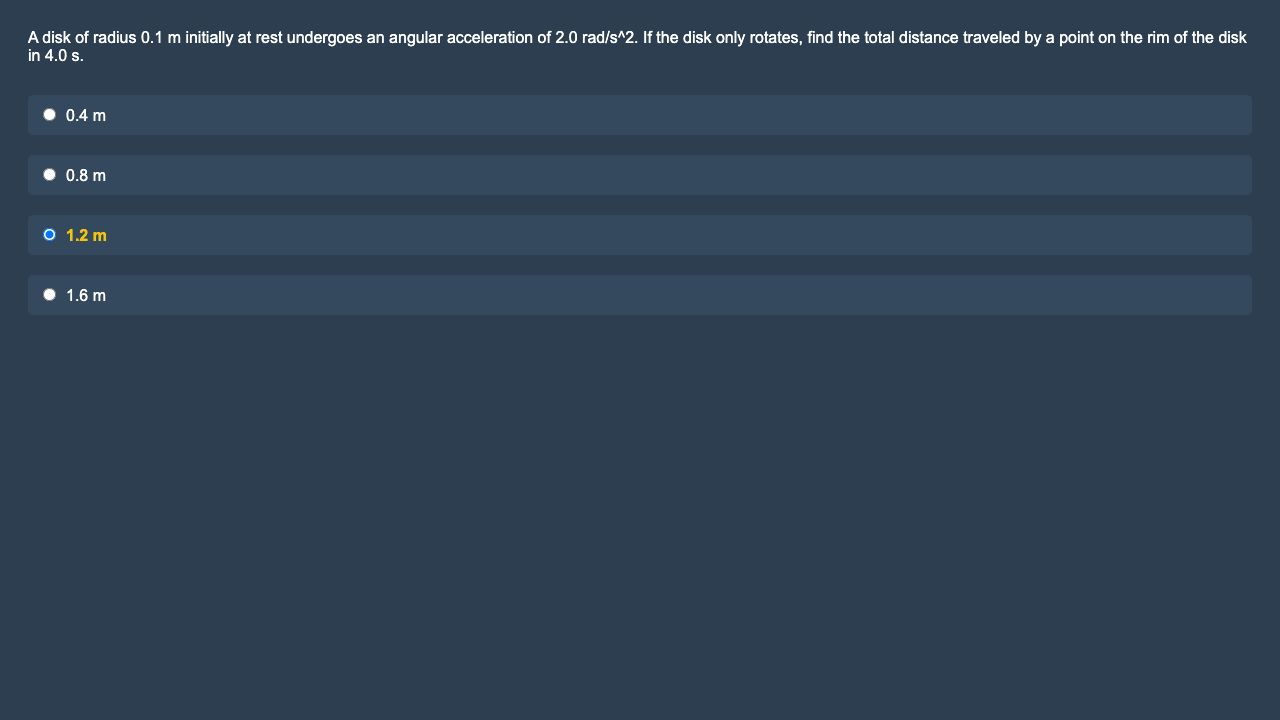 A disk of radius 0.1 m initially at rest undergoes an angular acceleration of 2.0 rad/s^2. If the disk only rotates, find the total distance traveled by a point on the rim of the disk
in 4.0 s.
0.4 m
0.8 m
1.2 m
1.6 m